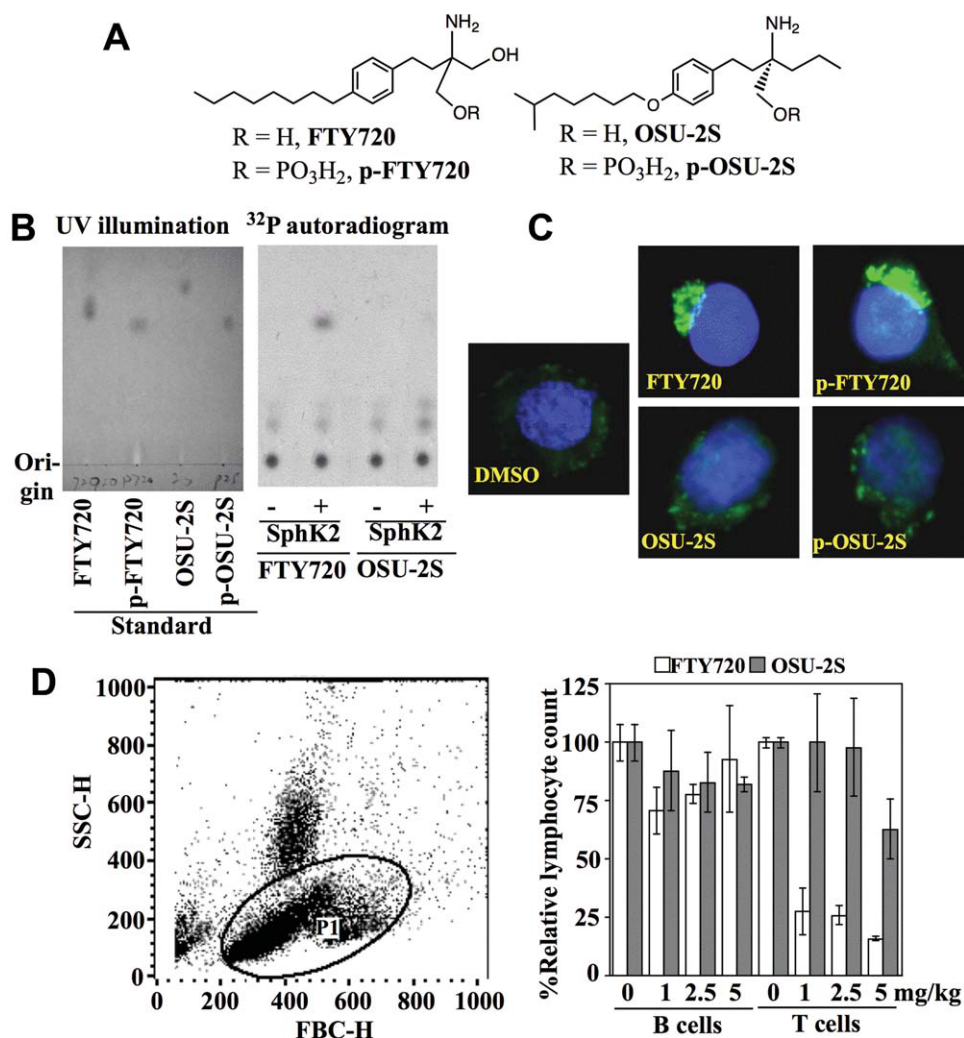 A
NH2
OH
OR
R = H, FTY720
R = PO3H2, p-FTY720
NH2
O
OR
R = H, OSU-2S
R = PO3H2, p-OSU-2S
B
UV illumination
32P autoradiogram
Ori-
gin
FTY720
p-FTY720
OSU-2S
p-OSU-2S
Standard
- + - +
SphK2 SphK2
FTY720 OSU-2S
C
DMSO
FTY720
p-FTY720
OSU-2S
p-OSU-2S
D
SSC-H
1000
800
600
400
200
0
P1
0 200 400 600 800 1000
FBC-H
FTY720 OSU-2S
%Relative lymphocyte count
125
100
75
50
25
0
0 1 2.5 5 0 1 2.5 5 mg/kg
B cells T cells